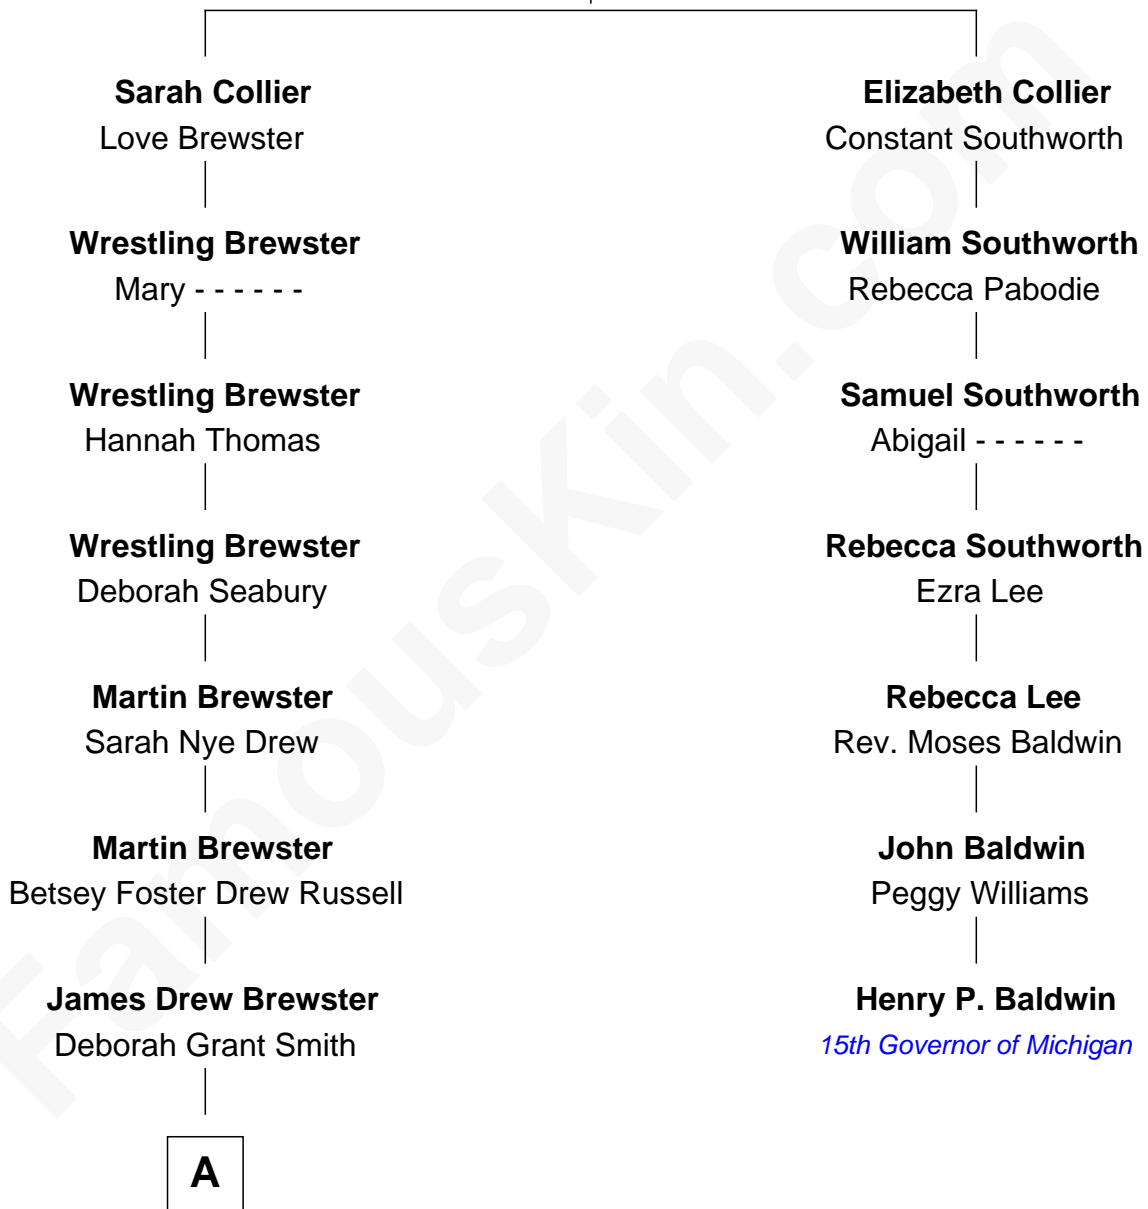 Sarah Collier
Love Brewster
Wrestling Brewster
Mary - - - - - -
Wrestling Brewster
Hannah Thomas
Wrestling Brewster
Deborah Seabury
Martin Brewster
Sarah Nye Drew
Martin Brewster
Betsey Foster Drew Russell
James Drew Brewster
Deborah Grant Smith
A
Elizabeth Collier
Constant Southworth
William Southworth
Rebecca Pabodie
Samuel Southworth
Abigail - - - - - -
Rebecca Southworth
Ezra Lee
Rebecca Lee
Rev. Moses Baldwin
John Baldwin
Peggy Williams
Henry P. Baldwin
15th Governor of Michigan
FamousKin.com